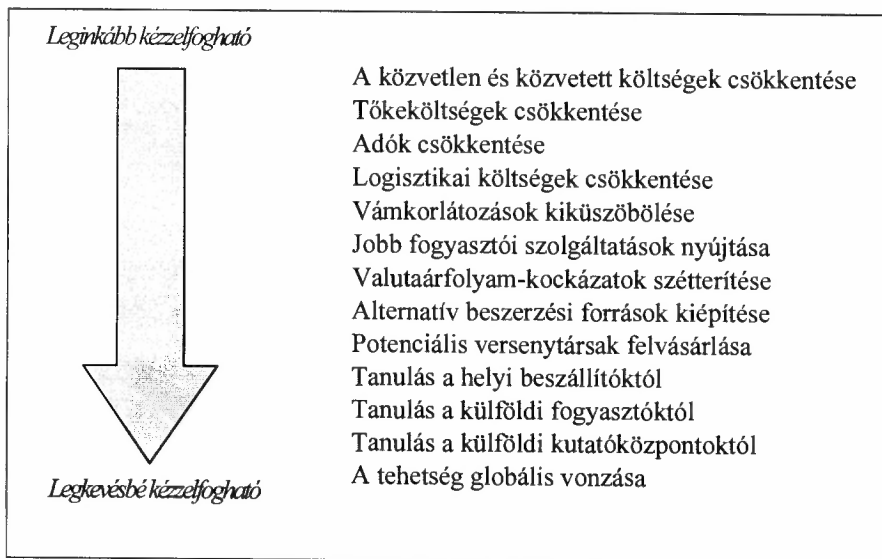 Leginkább kézzelfogható
A közvetlen és közvetett költségek csökkentése
Tőkeköltségek csökkentése
Adók csökkentése
Logisztikai költségek csökkentése
Vámkorlátozások kiküszöbölése
Jobb fogyasztói szolgáltatások nyújtása
Valutaárfolyam-kockázatok szétterítése
Alternatív beszerzési források kiépítése
Potenciális versenytársak felvásárlása
Tanulás a helyi beszállítóktól
Tanulás a külföldi fogyasztóktól
Tanulás a külföldi kutatóközpontoktól
A tehetség globális vonzása
Legkevésbé kézzelfogható